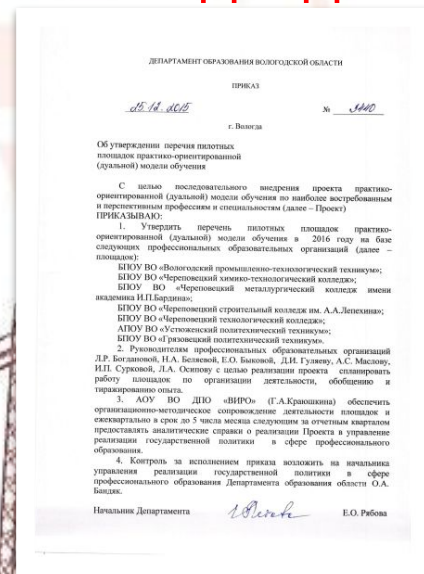 ДЕПАРТАМЕНТ ОБРАЗОВАНИЯ ВОЛОГОДСКОЙ ОБЛАСТИ
ПРИКАЗ
25.12.2015 №
г. Вологда
Об утверждении перечня пилотных
площадок практико-ориентированной
(дуальной) модели обучения
С целью последовательного внедрения проекта практико-
ориентированной (дуальной) модели обучения по наиболее востребованным
и перспективным профессиям и специальностям (далее – Проект)
ПРИКАЗЫВАЮ:
1. Утвердить перечень пилотных площадок практико-
ориентированной (дуальной) модели обучения в 2016 году на базе
следующих профессиональных образовательных организаций (далее –
площадок):
БПОУ ВО «Вологодский промышленно-технологический техникум»;
БПОУ ВО «Череповецкий химико-технологический колледж»;
БПОУ ВО «Череповецкий металлургический колледж имени
академика И.П.Бардина»;
БПОУ ВО «Череповецкий строительный колледж им. А.А.Лепехина»;
БПОУ ВО «Череповецкий технологический колледж»;
АПОУ ВО «Устюженский политехнический техникум»;
БПОУ ВО «Грязовецкий политехнический техникум».
2. Руководителям профессиональных образовательных организаций
Л.Р. Богдановой, Н.А. Беляевой, Е.О. Быковой, Д.И. Гуляеву, А.С. Маслову,
И.П. Сурковой, Л.А. Осипову с целью реализации проекта спланировать
работу площадок по организации деятельности, обобщению и
тиражированию опыта.
3. АОУ ВО ДПО «ВИРО» (Г.А.Краюшкина) обеспечить
организационно-методическое сопровождение деятельности площадок и
ежеквартально в срок до 5 числа месяца следующим за отчетным кварталом
предоставлять аналитические справки о реализации Проекта в управление
реализации государственной политики в сфере профессионального
образования.
4. Контроль за исполнением приказа возложить на начальника
управления реализации государственной политики в сфере
профессионального образования Департамента образования области О.А.
Бандяк.
Начальник Департамента Е.О. Рябова